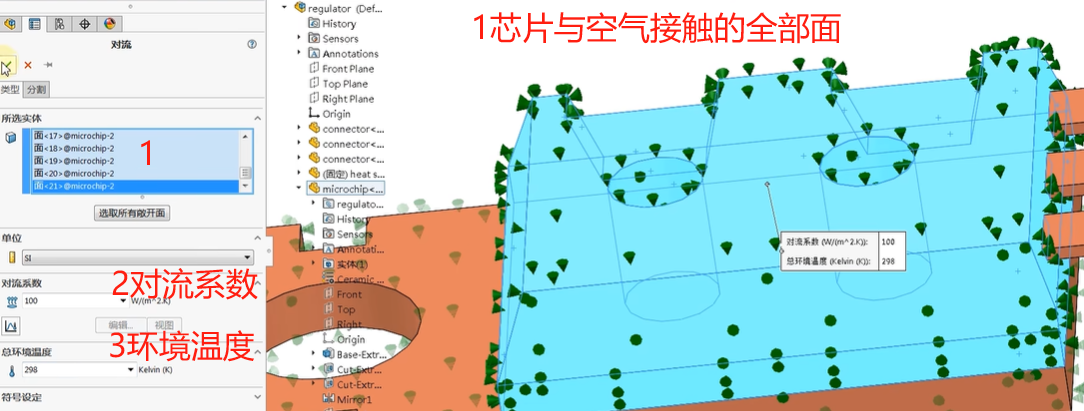 对流
类型
分割
所选实体
面<17>@microchip-2
面<18>@microchip-2
面<19>@microchip-2
面<20>@microchip-2
面<21>@microchip-2
1
选取所有敞开面
单位
SI
对流系数
100
W/(m^2.K)
2对流系数
编辑...
视图
3环境温度
总环境温度
298
Kelvin (K)
符号设定
regulator (Def...
History
Sensors
Annotations
Front Plane
Top Plane
Right Plane
Origin
connector<...
connector<...
connector<...
(固定) heat s...
microchip<...
regulato...
History
Sensors
Annotati...
实体(1)
Ceramic ...
Front
Top
Right
Origin
Base-Extr...
Cut-Extr...
Cut-Extr...
Mirror1
1芯片与空气接触的全部面
对流系数 (W/(m^2.K)): 100
总环境温度 (Kelvin (K)): 298